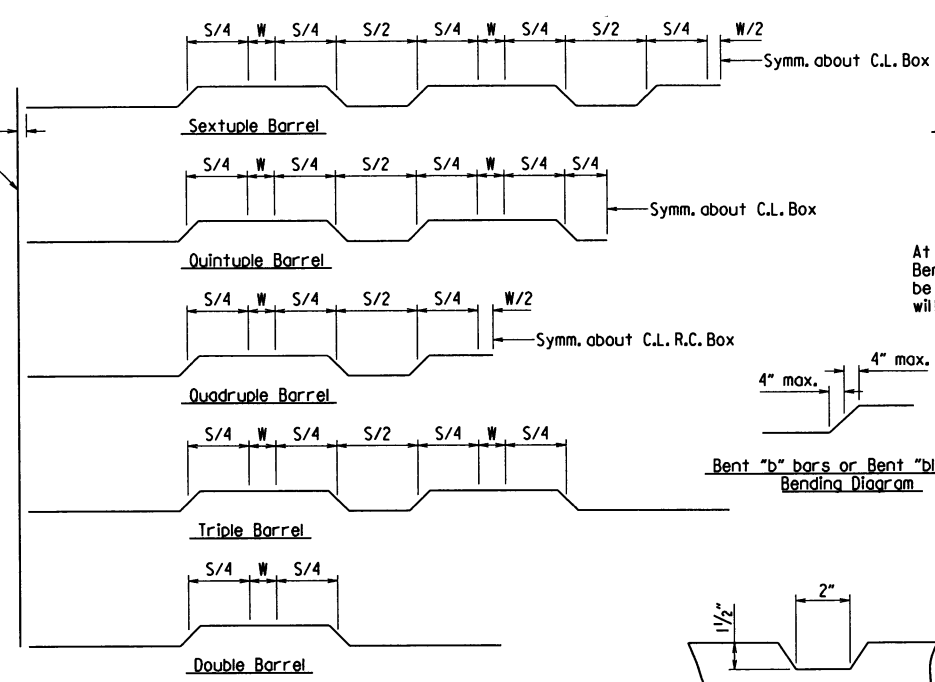 S/4 W S/4 S/2 S/4 W S/4 S/2 S/4 W/2
Symm. about C.L. Box
Sextuple Barrel
S/4 W S/4 S/2 S/4 W S/4 S/4
Symm. about C.L. Box
Quintuple Barrel
At
Ber
be
wil
S/4 W S/4 S/2 S/4 W/2
Symm. about C.L. R.C. Box
Quadruple Barrel
4" max.
4" max.
Bent "b" bars or Bent "bl
Bending Diagram
S/4 W S/4 S/2 S/4 W S/4
Triple Barrel
S/4 W S/4
Double Barrel
2"
1½"